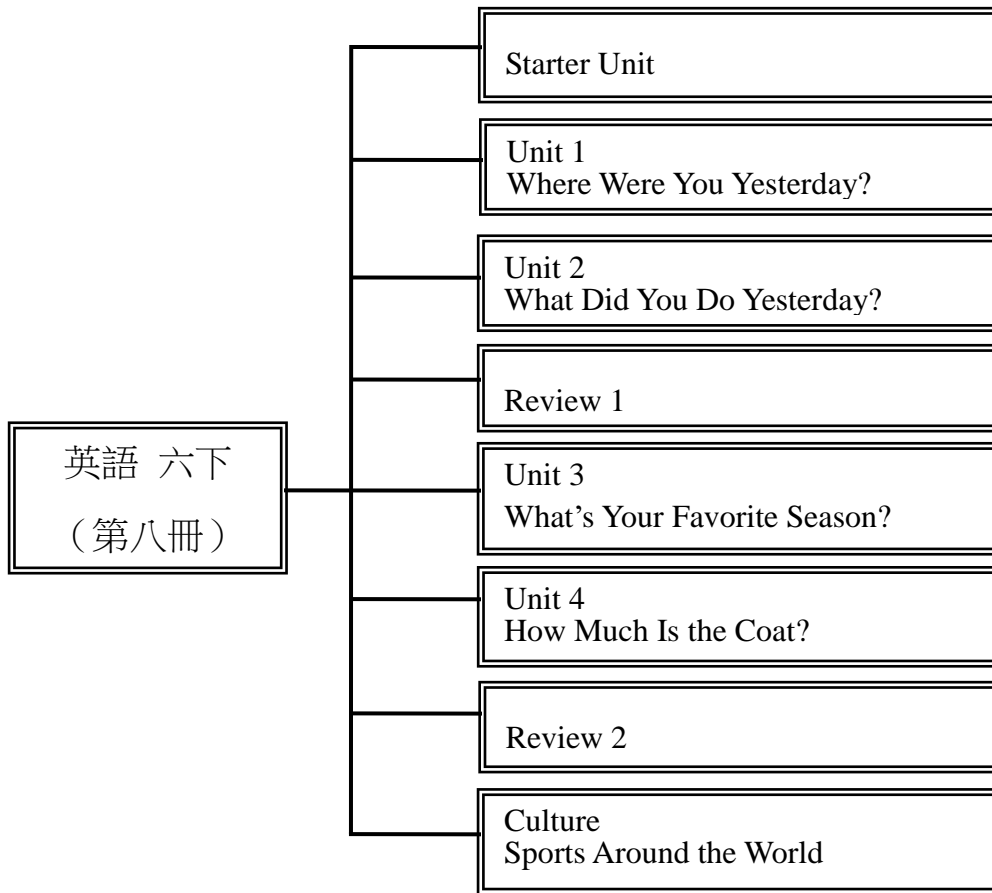 英語 六下
（第八冊）
Starter Unit
Unit 1
Where Were You Yesterday?
Unit 2
What Did You Do Yesterday?
Review 1
Unit 3
What’s Your Favorite Season?
Unit 4
How Much Is the Coat?
Review 2
Culture
Sports Around the World